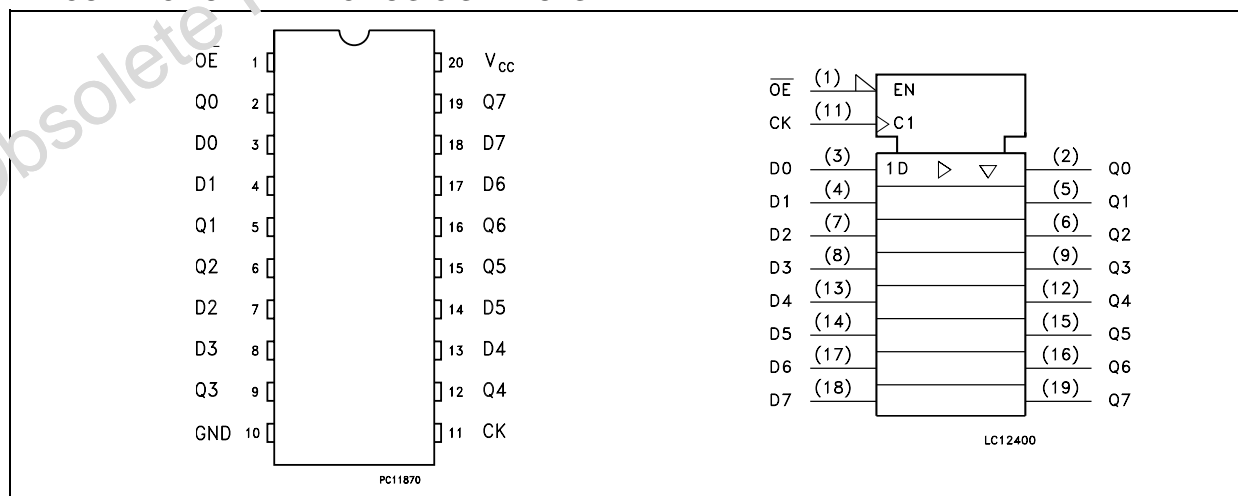 obsolete
OE 1 20 VCC
Q0 2 19 Q7
D0 3 18 D7
D1 4 17 D6
Q1 5 16 Q6
Q2 6 15 Q5
D2 7 14 D5
D3 8 13 D4
Q3 9 12 Q4
GND 10 11 CK
PC11870
OE (1) EN
CK (11) C1
D0 (3) 1D (2) Q0
D1 (4) (5) Q1
D2 (7) (6) Q2
D3 (8) (9) Q3
D4 (13) (12) Q4
D5 (14) (15) Q5
D6 (17) (16) Q6
D7 (18) (19) Q7
LC12400